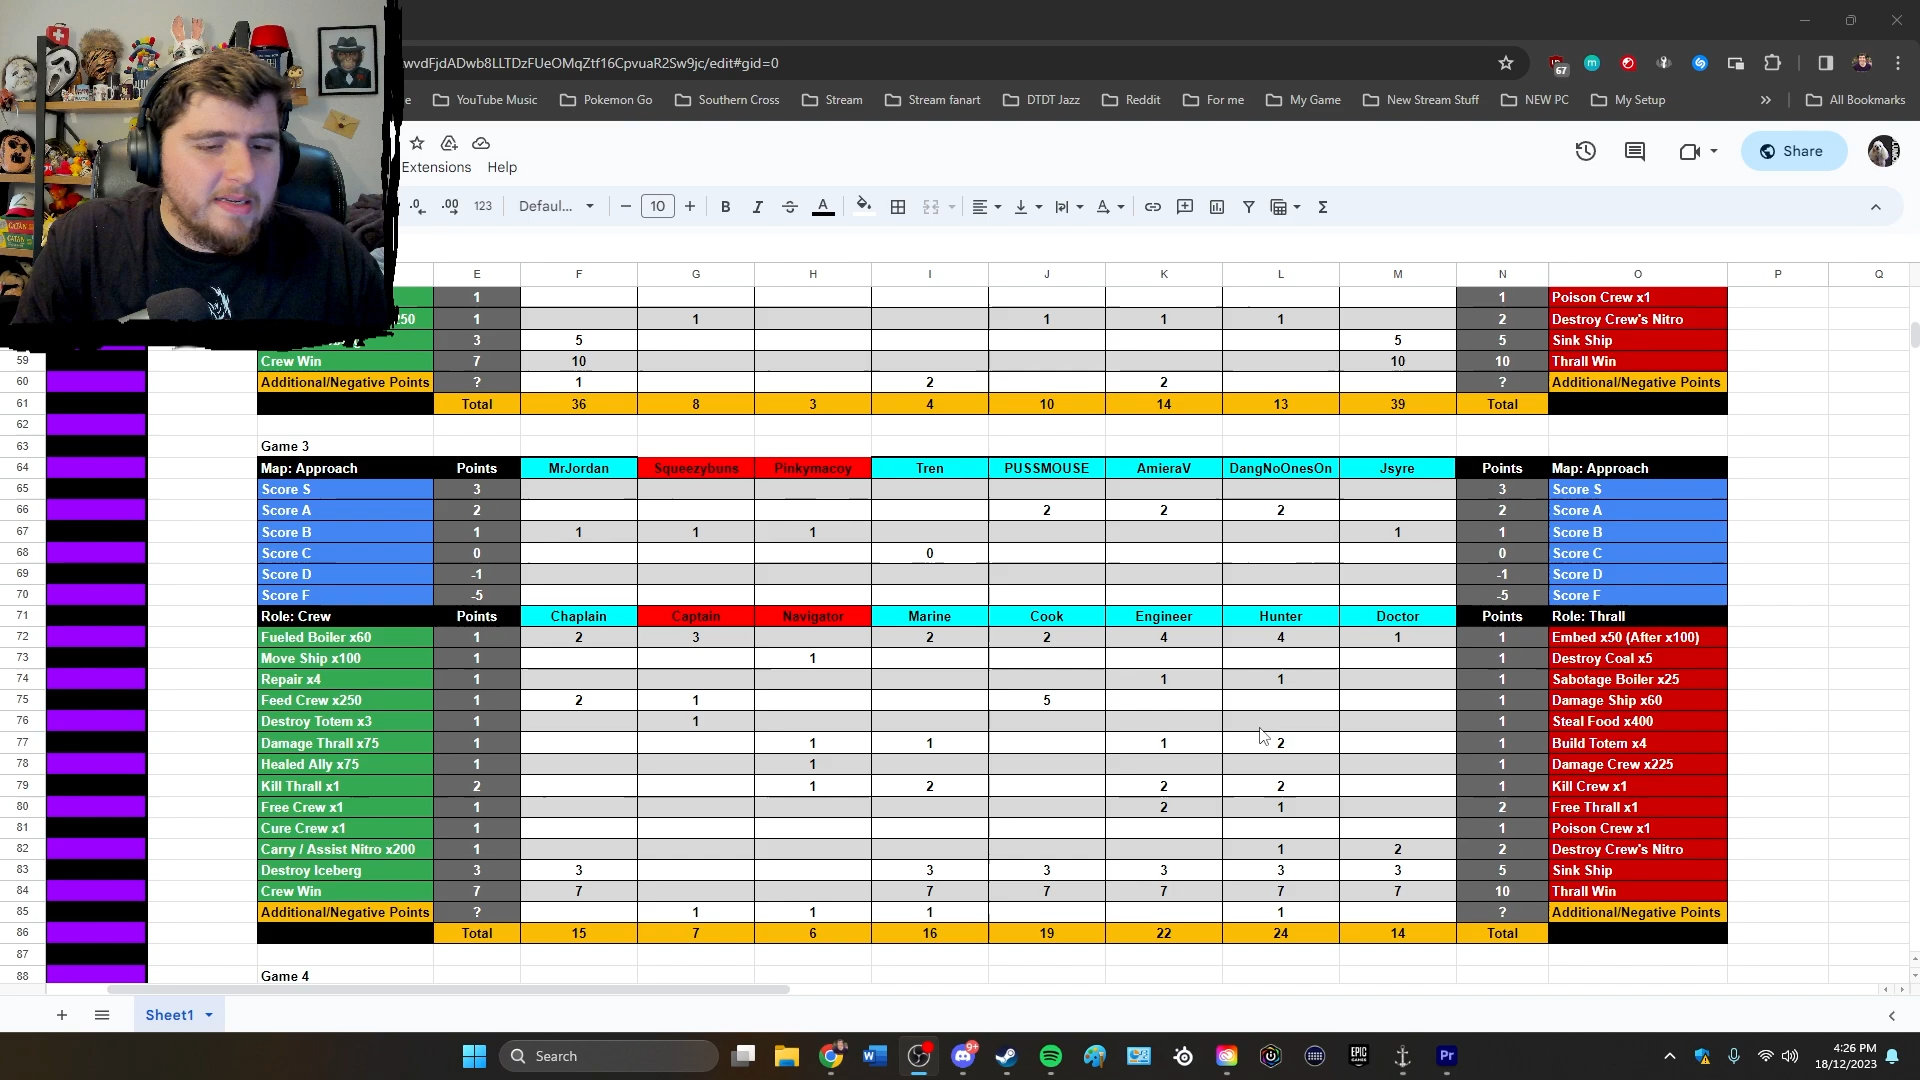 wvdFjdADwb8LLTDzFUeOMqZtf16CpvuaR2Sw9jc/edit#gid=0
67
YouTube Music Pokemon Go Southern Cross Stream Stream fanart DTDT Jazz Reddit For me My Game New Stream Stuff NEW PC My Setup » All Bookmarks
Extensions Help
Share
.0 .00 123 Defaul... − 10 + B I A Σ
E F G H I J K L M N O P Q
1 1 Poison Crew x1
250 1 1 1 1 1 2 Destroy Crew's Nitro
3 5 5 5 Sink Ship
59 Crew Win 7 10 10 10 Thrall Win
60 Additional/Negative Points ? 1 2 2 ? Additional/Negative Points
61 Total 36 8 3 4 10 14 13 39 Total
62
63 Game 3
64 Map: Approach Points MrJordan Squeezybuns Pinkymacoy Tren PUSSMOUSE AmieraV DangNoOnesOn Jsyre Points Map: Approach
65 Score S 3 3 Score S
66 Score A 2 2 2 2 2 Score A
67 Score B 1 1 1 1 1 1 Score B
68 Score C 0 0 0 Score C
69 Score D -1 -1 Score D
70 Score F -5 -5 Score F
71 Role: Crew Points Chaplain Captain Navigator Marine Cook Engineer Hunter Doctor Points Role: Thrall
72 Fueled Boiler x60 1 2 3 2 2 4 4 1 1 Embed x50 (After x100)
73 Move Ship x100 1 1 1 Destroy Coal x5
74 Repair x4 1 1 1 1 Sabotage Boiler x25
75 Feed Crew x250 1 2 1 5 1 Damage Ship x60
76 Destroy Totem x3 1 1 1 Steal Food x400
77 Damage Thrall x75 1 1 1 1 2 1 Build Totem x4
78 Healed Ally x75 1 1 1 Damage Crew x225
79 Kill Thrall x1 2 1 2 2 2 1 Kill Crew x1
80 Free Crew x1 1 2 1 2 Free Thrall x1
81 Cure Crew x1 1 1 Poison Crew x1
82 Carry / Assist Nitro x200 1 1 2 2 Destroy Crew's Nitro
83 Destroy Iceberg 3 3 3 3 3 3 3 5 Sink Ship
84 Crew Win 7 7 7 7 7 7 7 10 Thrall Win
85 Additional/Negative Points ? 1 1 1 1 ? Additional/Negative Points
86 Total 15 7 6 16 19 22 24 14 Total
87
88 Game 4
Sheet1
Search
9+
EPIC GAMES
Pr
4:26 PM
18/12/2023